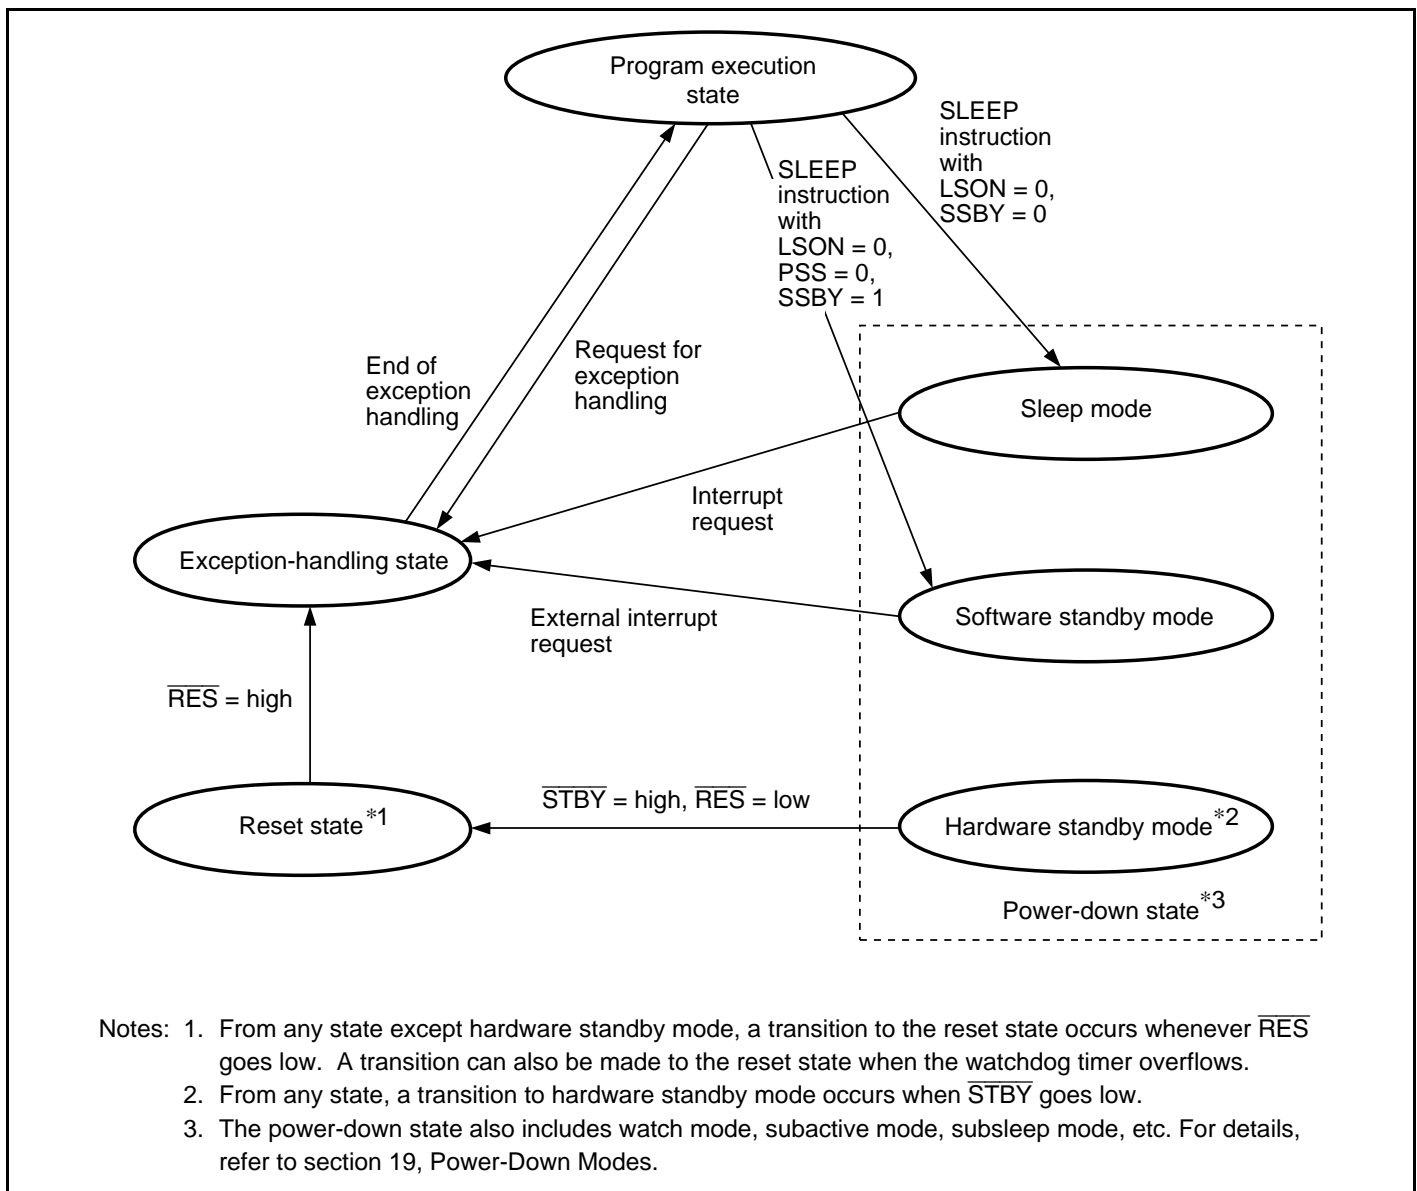 Program execution
state
SLEEP
instruction
with
LSON = 0,
SSBY = 0
SLEEP
instruction
with
LSON = 0,
PSS = 0,
SSBY = 1
End of
exception
handling
Request for
exception
handling
Sleep mode
Interrupt
request
Exception-handling state
External interrupt
request
Software standby mode
R̅E̅S̅ = high
S̅T̅B̅Y̅ = high, R̅E̅S̅ = low
Reset state*1
Hardware standby mode*2
Power-down state*3
Notes: 1. From any state except hardware standby mode, a transition to the reset state occurs whenever R̅E̅S̅
goes low. A transition can also be made to the reset state when the watchdog timer overflows.
2. From any state, a transition to hardware standby mode occurs when S̅T̅B̅Y̅ goes low.
3. The power-down state also includes watch mode, subactive mode, subsleep mode, etc. For details,
refer to section 19, Power-Down Modes.